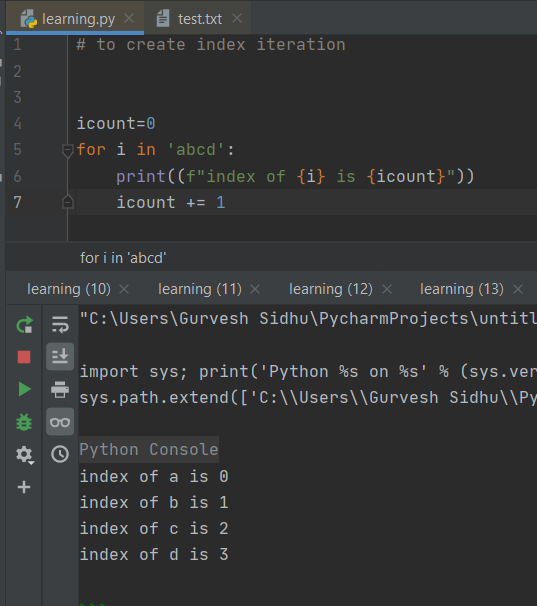 learning.py
test.txt
1 # to create index iteration
2
3
4 icount=0
5 for i in 'abcd':
6 print((f"index of {i} is {icount}"))
7 icount += 1
for i in 'abcd'
learning (10)
learning (11)
learning (12)
learning (13)
"C:\Users\Gurvesh Sidhu\PycharmProjects\untitl
import sys; print('Python %s on %s' % (sys.ver
sys.path.extend(['C:\\Users\\Gurvesh Sidhu\\Py
Python Console
index of a is 0
index of b is 1
index of c is 2
index of d is 3